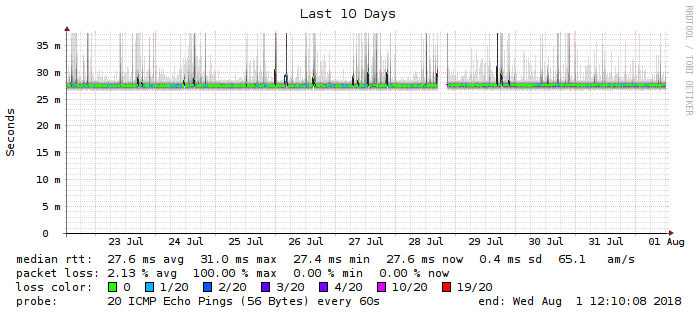 Last 10 Days
RRDTOOL / TOBI OETIKER
Seconds
35 m
30 m
25 m
20 m
15 m
10 m
5 m
0
23 Jul 24 Jul 25 Jul 26 Jul 27 Jul 28 Jul 29 Jul 30 Jul 31 Jul 01 Aug
median rtt: 27.6 ms avg 31.0 ms max 27.4 ms min 27.6 ms now 0.4 ms sd 65.1 am/s
packet loss: 2.13 % avg 100.00 % max 0.00 % min 0.00 % now
loss color: 0 1/20 2/20 3/20 4/20 10/20 19/20
probe: 20 ICMP Echo Pings (56 Bytes) every 60s end: Wed Aug 1 12:10:08 2018